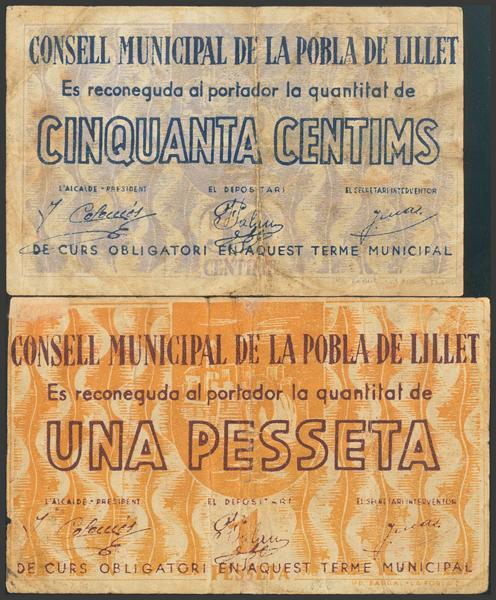 CONSELL MUNICIPAL DE LA POBLA DE LILLET
Es reconeguda al portador la quantitat de
CINQUANTA CENTIMS
L'ALCALDE - PRESIDENT EL DEPOSITARI EL SECRETARI INTERVENTOR
DE CURS OBLIGATORI EN AQUEST TERME MUNICIPAL
CENTIMS
CONSELL MUNICIPAL DE LA POBLA DE LILLET
Es reconeguda al portador la quantitat de
UNA PESSETA
L'ALCALDE - PRESIDENT EL DEPOSITARI EL SECRETARI INTERVENTOR
DE CURS OBLIGATORI EN AQUEST TERME MUNICIPAL
PESSETA